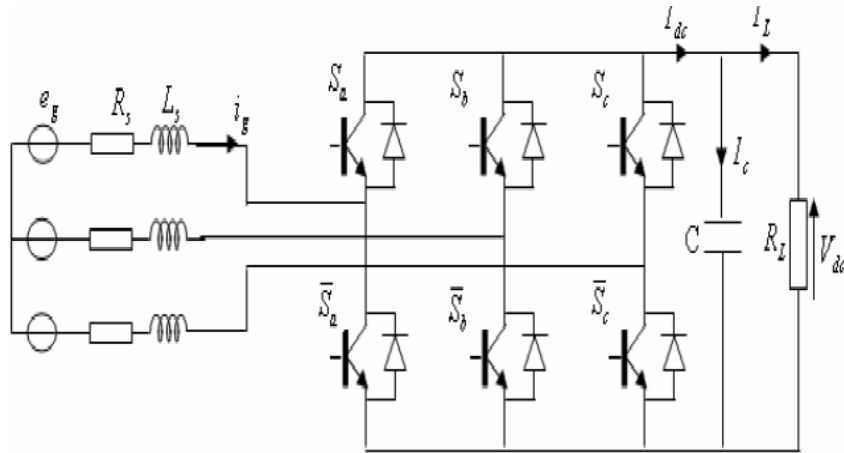 I_dc I_L
S_a S_b S_c
e_g R_s L_s i_g
I_c
C R_L V_dc
S̄_a S̄_b S̄_c